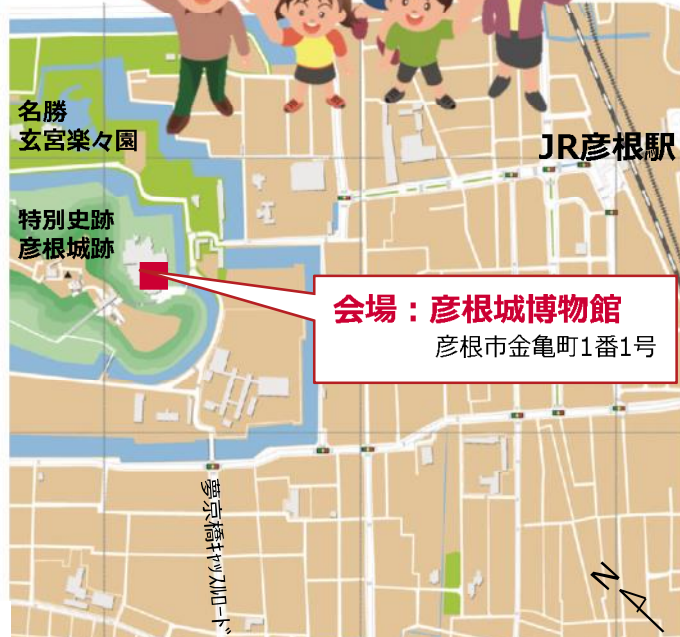 名勝
玄宮楽々園
JR彦根駅
特別史跡
彦根城跡
会場：彦根城博物館
彦根市金亀町1番1号
夢京橋ｷｬｯｽﾙﾛｰﾄﾞ
N